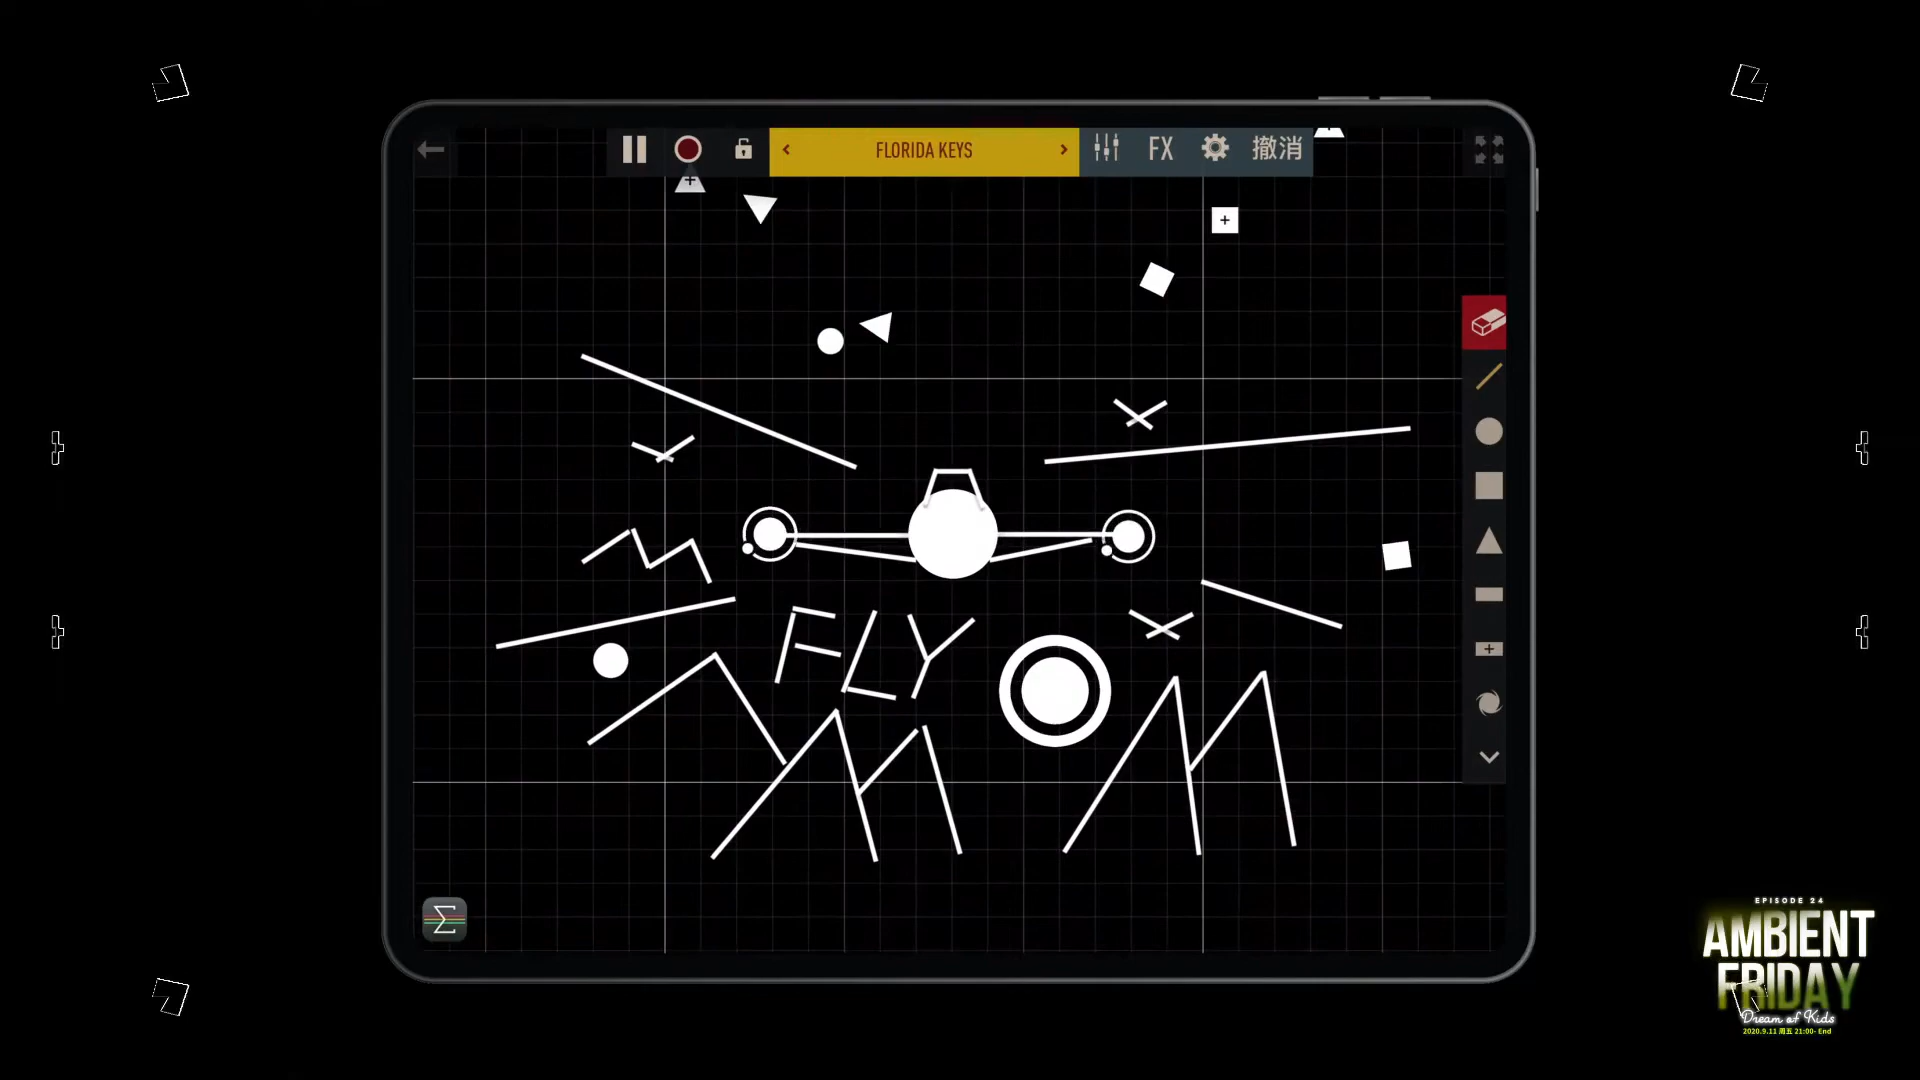 FLORIDA KEYS
FX
撤消
FLY
EPISODE 24
AMBIENT
FRIDAY
Dream of Kids
2020.9.11 周五 21:00- End